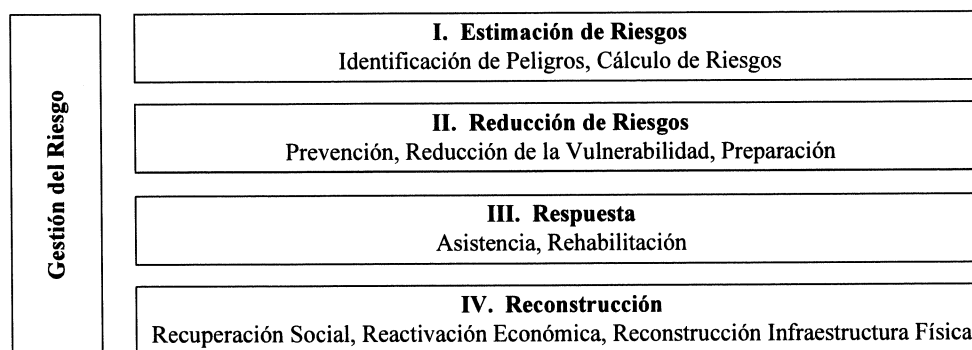 Gestión del Riesgo
I. Estimación de Riesgos
Identificación de Peligros, Cálculo de Riesgos
II. Reducción de Riesgos
Prevención, Reducción de la Vulnerabilidad, Preparación
III. Respuesta
Asistencia, Rehabilitación
IV. Reconstrucción
Recuperación Social, Reactivación Económica, Reconstrucción Infraestructura Física